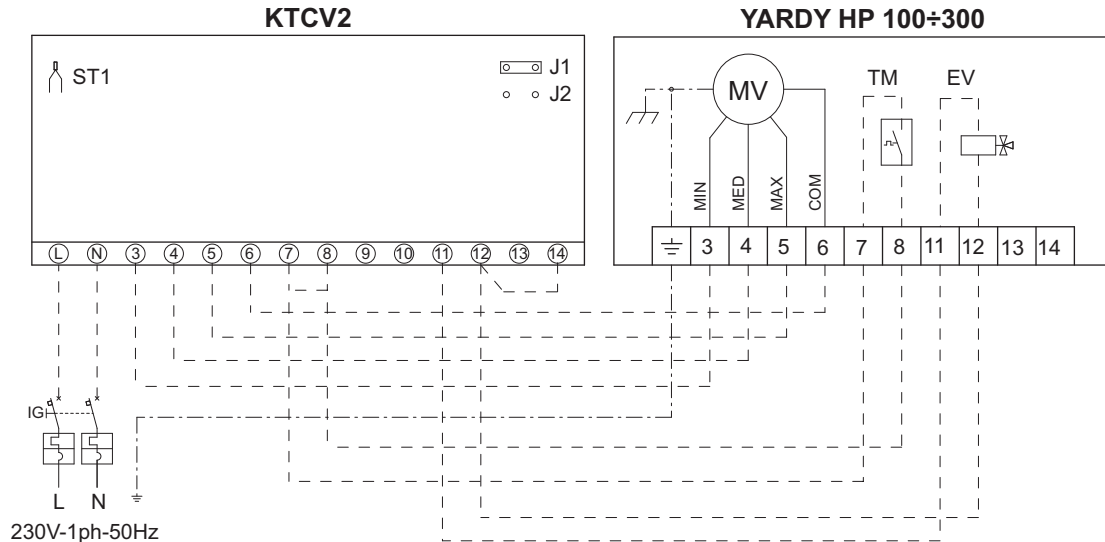 KTCV2 YARDY HP 100÷300
ST1
J1
J2
MV
TM
EV
MIN
MED
MAX
COM
L N 3 4 5 6 7 8 9 10 11 12 13 14
3 4 5 6 7 8 11 12 13 14
IG
L N
230V-1ph-50Hz